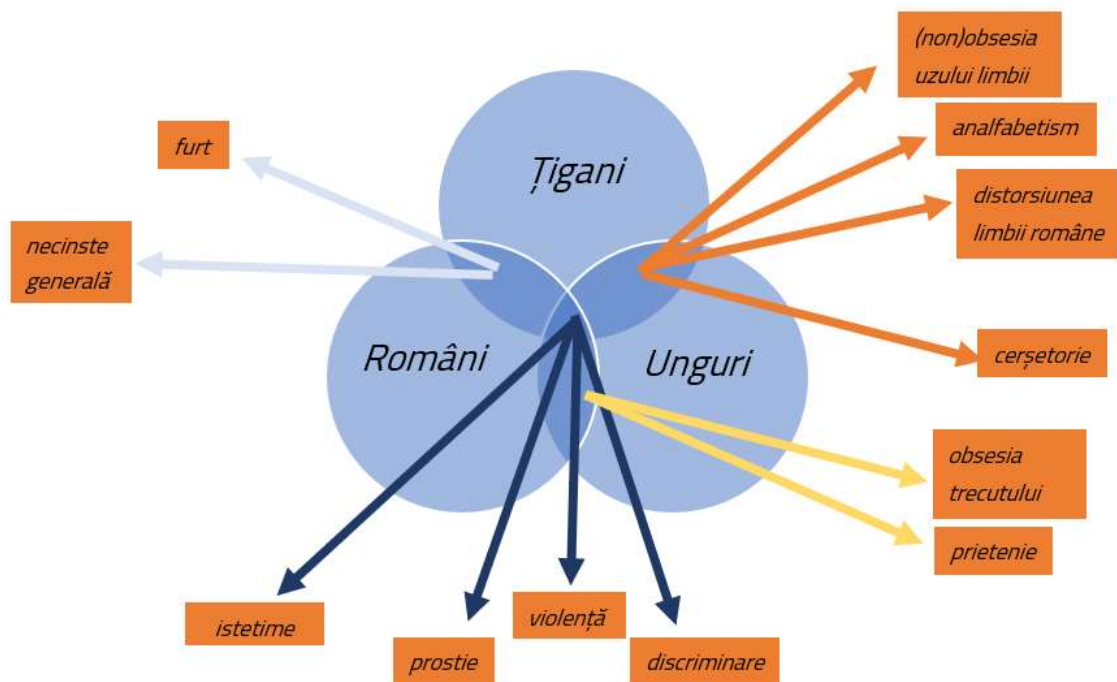 (non)obsesia
uzului limbii
furt
analfabetism
Țigani
distorsiunea
limbii române
necinste
generală
Români
Unguri
cerșetorie
obsesia
trecutului
prietenie
istetime
violență
prostie
discriminare